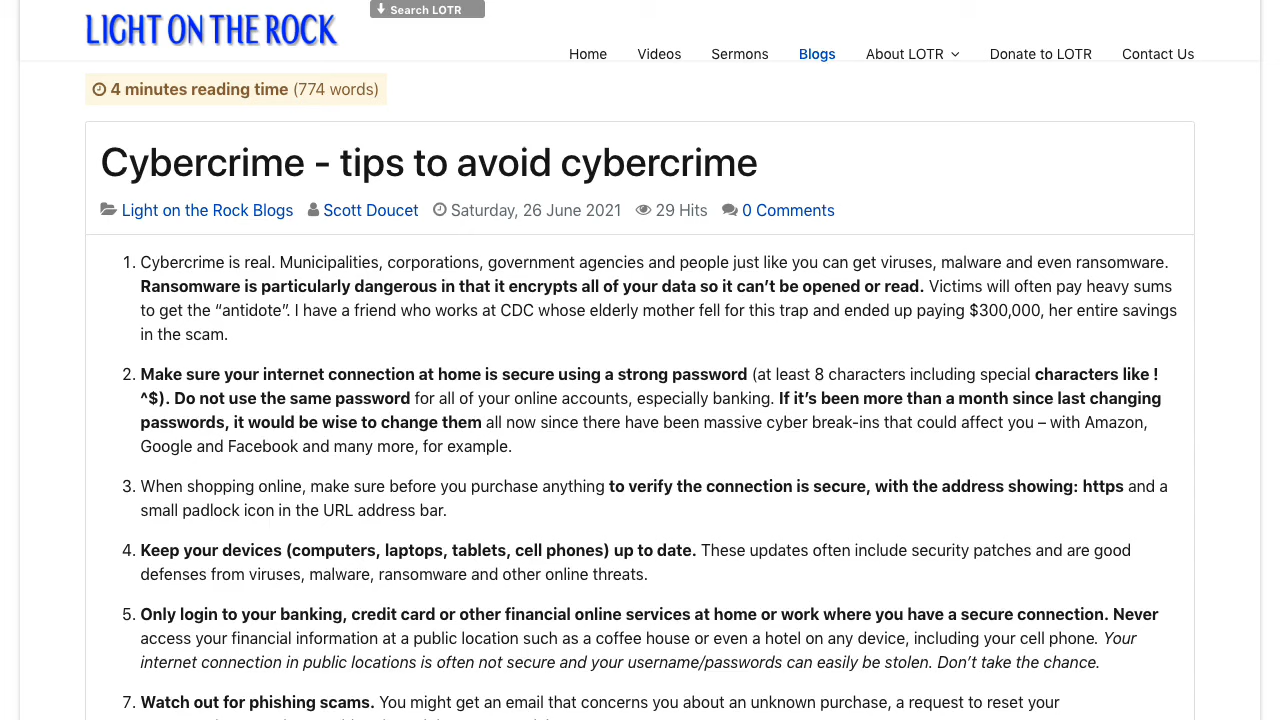 Search LOTR
LIGHT ON THE ROCK
Home Videos Sermons Blogs About LOTR Donate to LOTR Contact Us
4 minutes reading time (774 words)
Cybercrime - tips to avoid cybercrime
Light on the Rock Blogs Scott Doucet Saturday, 26 June 2021 29 Hits 0 Comments
1. Cybercrime is real. Municipalities, corporations, government agencies and people just like you can get viruses, malware and even ransomware.
Ransomware is particularly dangerous in that it encrypts all of your data so it can’t be opened or read. Victims will often pay heavy sums
to get the “antidote”. I have a friend who works at CDC whose elderly mother fell for this trap and ended up paying $300,000, her entire savings
in the scam.
2. Make sure your internet connection at home is secure using a strong password (at least 8 characters including special characters like !
^$). Do not use the same password for all of your online accounts, especially banking. If it’s been more than a month since last changing
passwords, it would be wise to change them all now since there have been massive cyber break-ins that could affect you – with Amazon,
Google and Facebook and many more, for example.
3. When shopping online, make sure before you purchase anything to verify the connection is secure, with the address showing: https and a
small padlock icon in the URL address bar.
4. Keep your devices (computers, laptops, tablets, cell phones) up to date. These updates often include security patches and are good
defenses from viruses, malware, ransomware and other online threats.
5. Only login to your banking, credit card or other financial online services at home or work where you have a secure connection. Never
access your financial information at a public location such as a coffee house or even a hotel on any device, including your cell phone. Your
internet connection in public locations is often not secure and your username/passwords can easily be stolen. Don’t take the chance.
7. Watch out for phishing scams. You might get an email that concerns you about an unknown purchase, a request to reset your